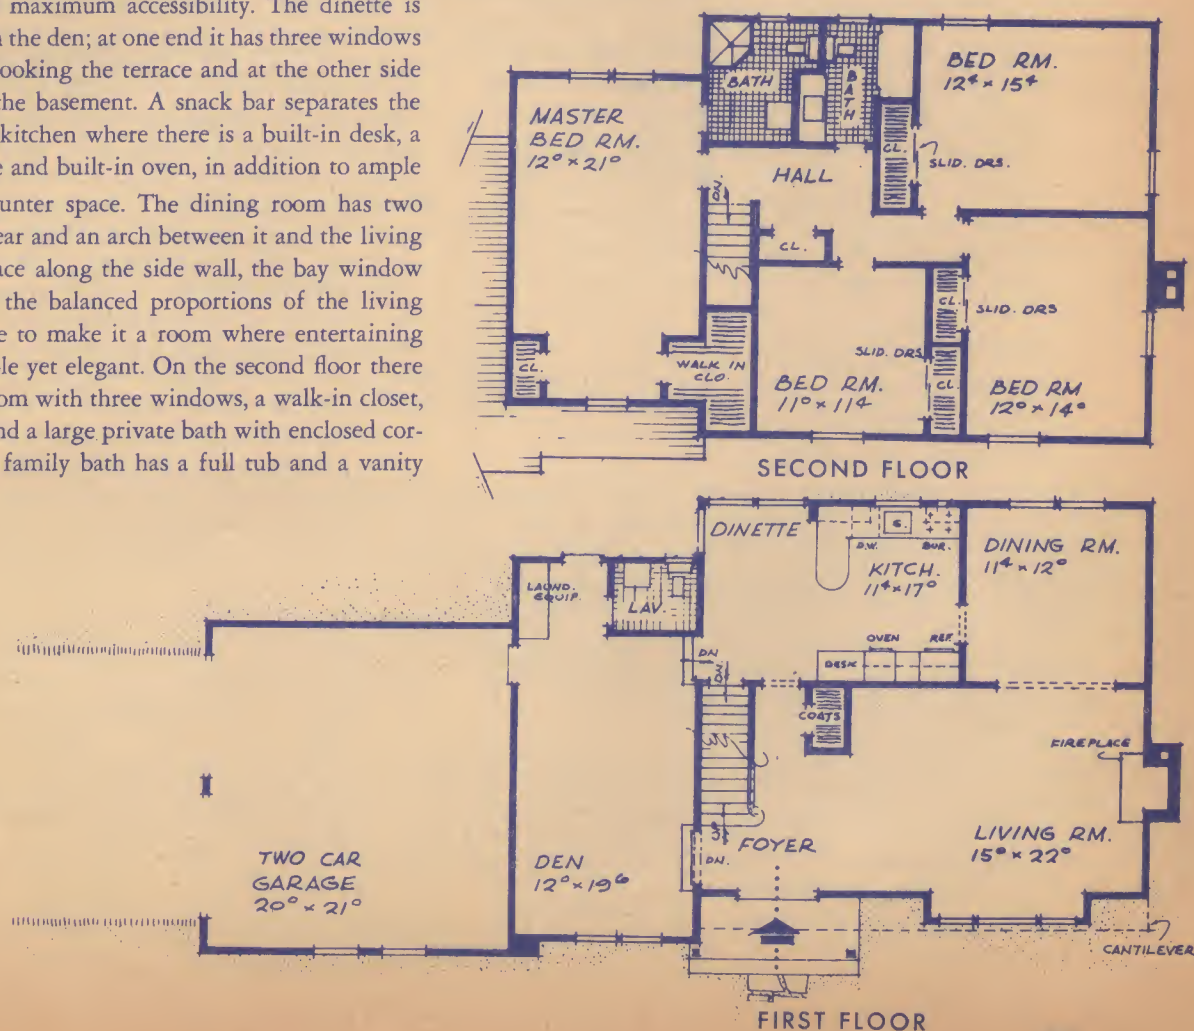 maximum accessibility. The dinette is
the den; at one end it has three windows
ooking the terrace and at the other side
the basement. A snack bar separates the
kitchen where there is a built-in desk, a
and built-in oven, in addition to ample
unter space. The dining room has two
ear and an arch between it and the living
ace along the side wall, the bay window
the balanced proportions of the living
e to make it a room where entertaining
le yet elegant. On the second floor there
oom with three windows, a walk-in closet,
nd a large private bath with enclosed cor-
family bath has a full tub and a vanity
MASTER
BED RM.
12⁰ × 21⁰
BATH
BATH
BED RM.
12⁴ × 15⁴
CL.
SLID. DRS.
HALL
DN.
CL.
CL.
WALK IN
CLO.
BED RM.
11⁰ × 11⁴
SLID. DRS.
CL.
CL.
SLID. DRS
BED RM
12⁰ × 14⁰
SECOND FLOOR
DINETTE
D.W.
S.
BUR.
KITCH.
11⁴ × 17⁰
DINING RM.
11⁴ × 12⁰
LAUND.
EQUIP.
LAV.
DN
DN.
OVEN
REF.
DESK
COATS
FIREPLACE
UP
DN.
FOYER
LIVING RM.
15⁰ × 22⁰
TWO CAR
GARAGE
20⁰ × 21⁰
DEN
12⁰ × 19⁶
CANTILEVER
FIRST FLOOR